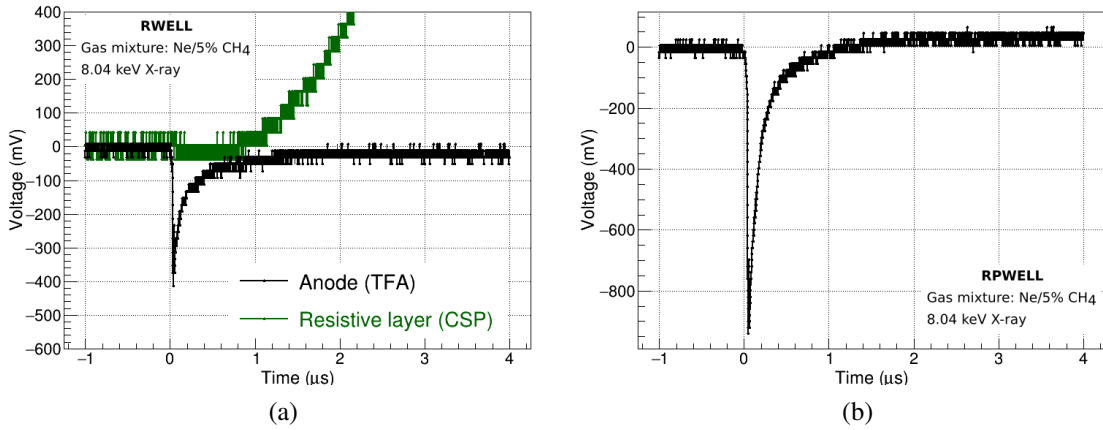 400
300
200
100
0
−100
−200
−300
−400
−500
−600
Voltage (mV)
RWELL
Gas mixture: Ne/5% CH4
8.04 keV X-ray
Anode (TFA)
Resistive layer (CSP)
−1 0 1 2 3 4
Time (μs)
(a)
0
−200
−400
−600
−800
Voltage (mV)
RPWELL
Gas mixture: Ne/5% CH4
8.04 keV X-ray
−1 0 1 2 3 4
Time (μs)
(b)